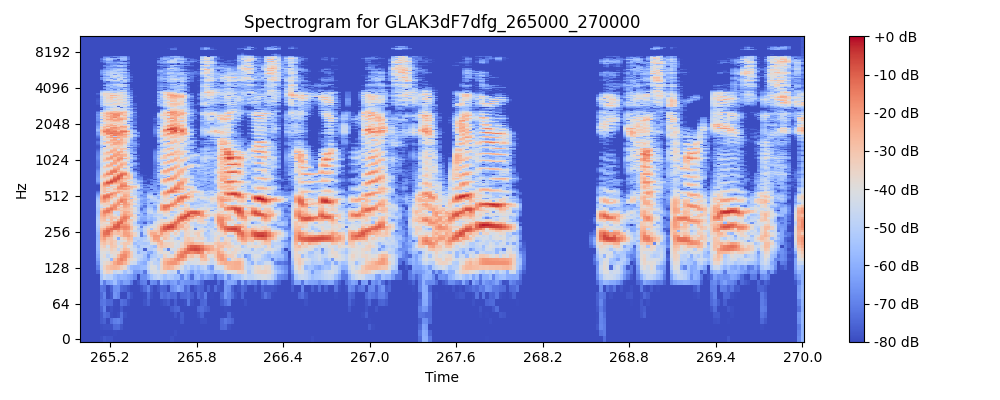 Spectrogram for GLAK3dF7dfg_265000_270000
8192
4096
2048
1024
512
256
128
64
0
Hz
265.2
265.8
266.4
267.0
267.6
268.2
268.8
269.4
270.0
Time
+0 dB
-10 dB
-20 dB
-30 dB
-40 dB
-50 dB
-60 dB
-70 dB
-80 dB